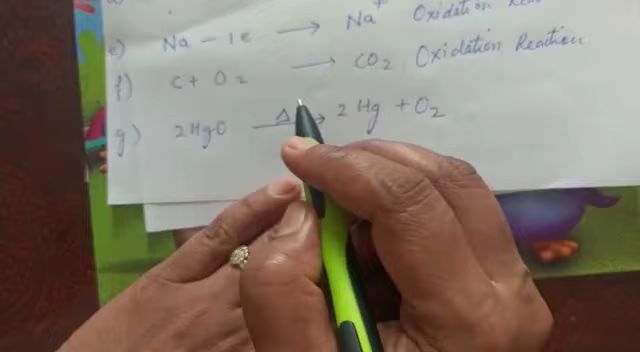 e) Na - 1e → Na⁺ Oxidation
f) C + O₂ → CO₂ Oxidation Reaction
g) 2HgO Δ→ 2Hg + O₂